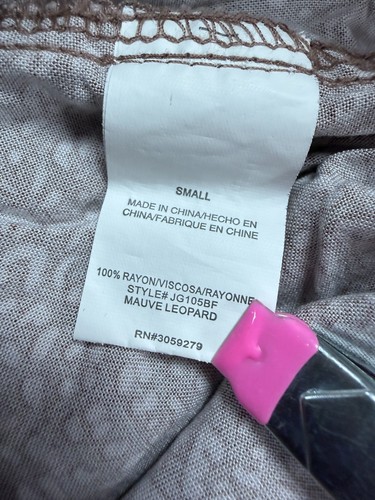 SMALL
MADE IN CHINA/HECHO EN
CHINA/FABRIQUE EN CHINE
100% RAYON/VISCOSA/RAYONNE
STYLE# JG105BF
MAUVE LEOPARD
RN#3059279